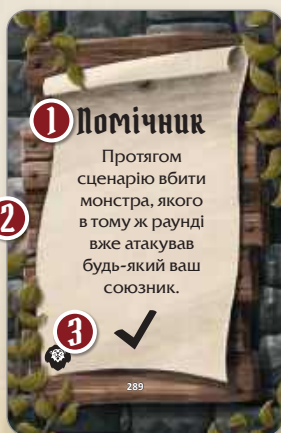 1 Помічник
Протягом
сценарію вбити
монстра, якого
в тому ж раунді
2 вже атакував
будь-який ваш
союзник.
3
289